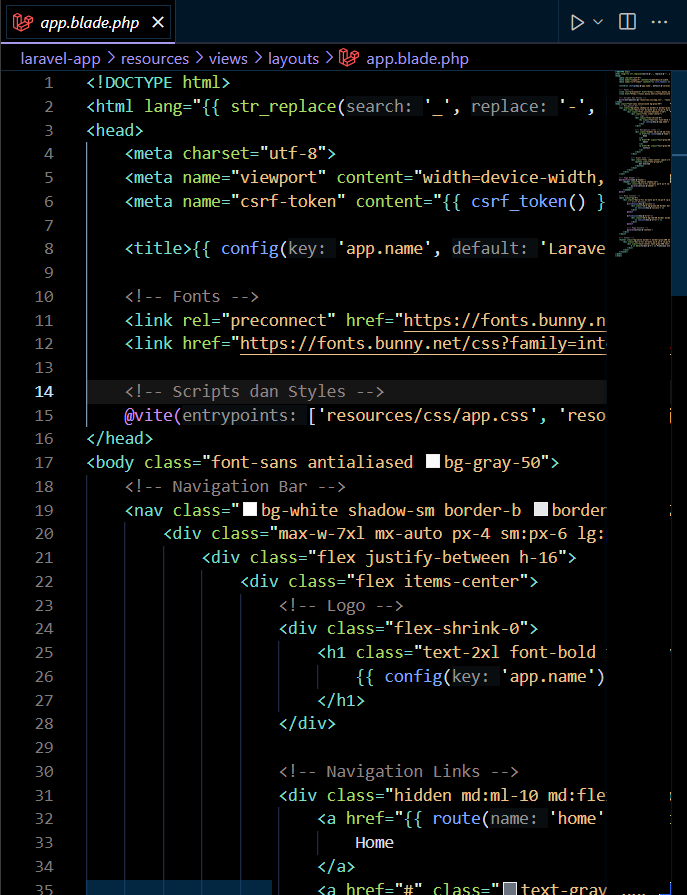 app.blade.php
laravel-app > resources > views > layouts > app.blade.php
1 <!DOCTYPE html>
2 <html lang="{{ str_replace(search: '_', replace: '-',
3 <head>
4 <meta charset="utf-8">
5 <meta name="viewport" content="width=device-width,
6 <meta name="csrf-token" content="{{ csrf_token() }
7
8 <title>{{ config(key: 'app.name', default: 'Larave
9
10 <!-- Fonts -->
11 <link rel="preconnect" href="https://fonts.bunny.n
12 <link href="https://fonts.bunny.net/css?family=int
13
14 <!-- Scripts dan Styles -->
15 @vite(entrypoints: ['resources/css/app.css', 'reso
16 </head>
17 <body class="font-sans antialiased bg-gray-50">
18 <!-- Navigation Bar -->
19 <nav class="bg-white shadow-sm border-b border
20 <div class="max-w-7xl mx-auto px-4 sm:px-6 lg:
21 <div class="flex justify-between h-16">
22 <div class="flex items-center">
23 <!-- Logo -->
24 <div class="flex-shrink-0">
25 <h1 class="text-2xl font-bold
26 {{ config(key: 'app.name')
27 </h1>
28 </div>
29
30 <!-- Navigation Links -->
31 <div class="hidden md:ml-10 md:fle
32 <a href="{{ route(name: 'home'
33 Home
34 </a>
35 <a href="#" class="text-gray